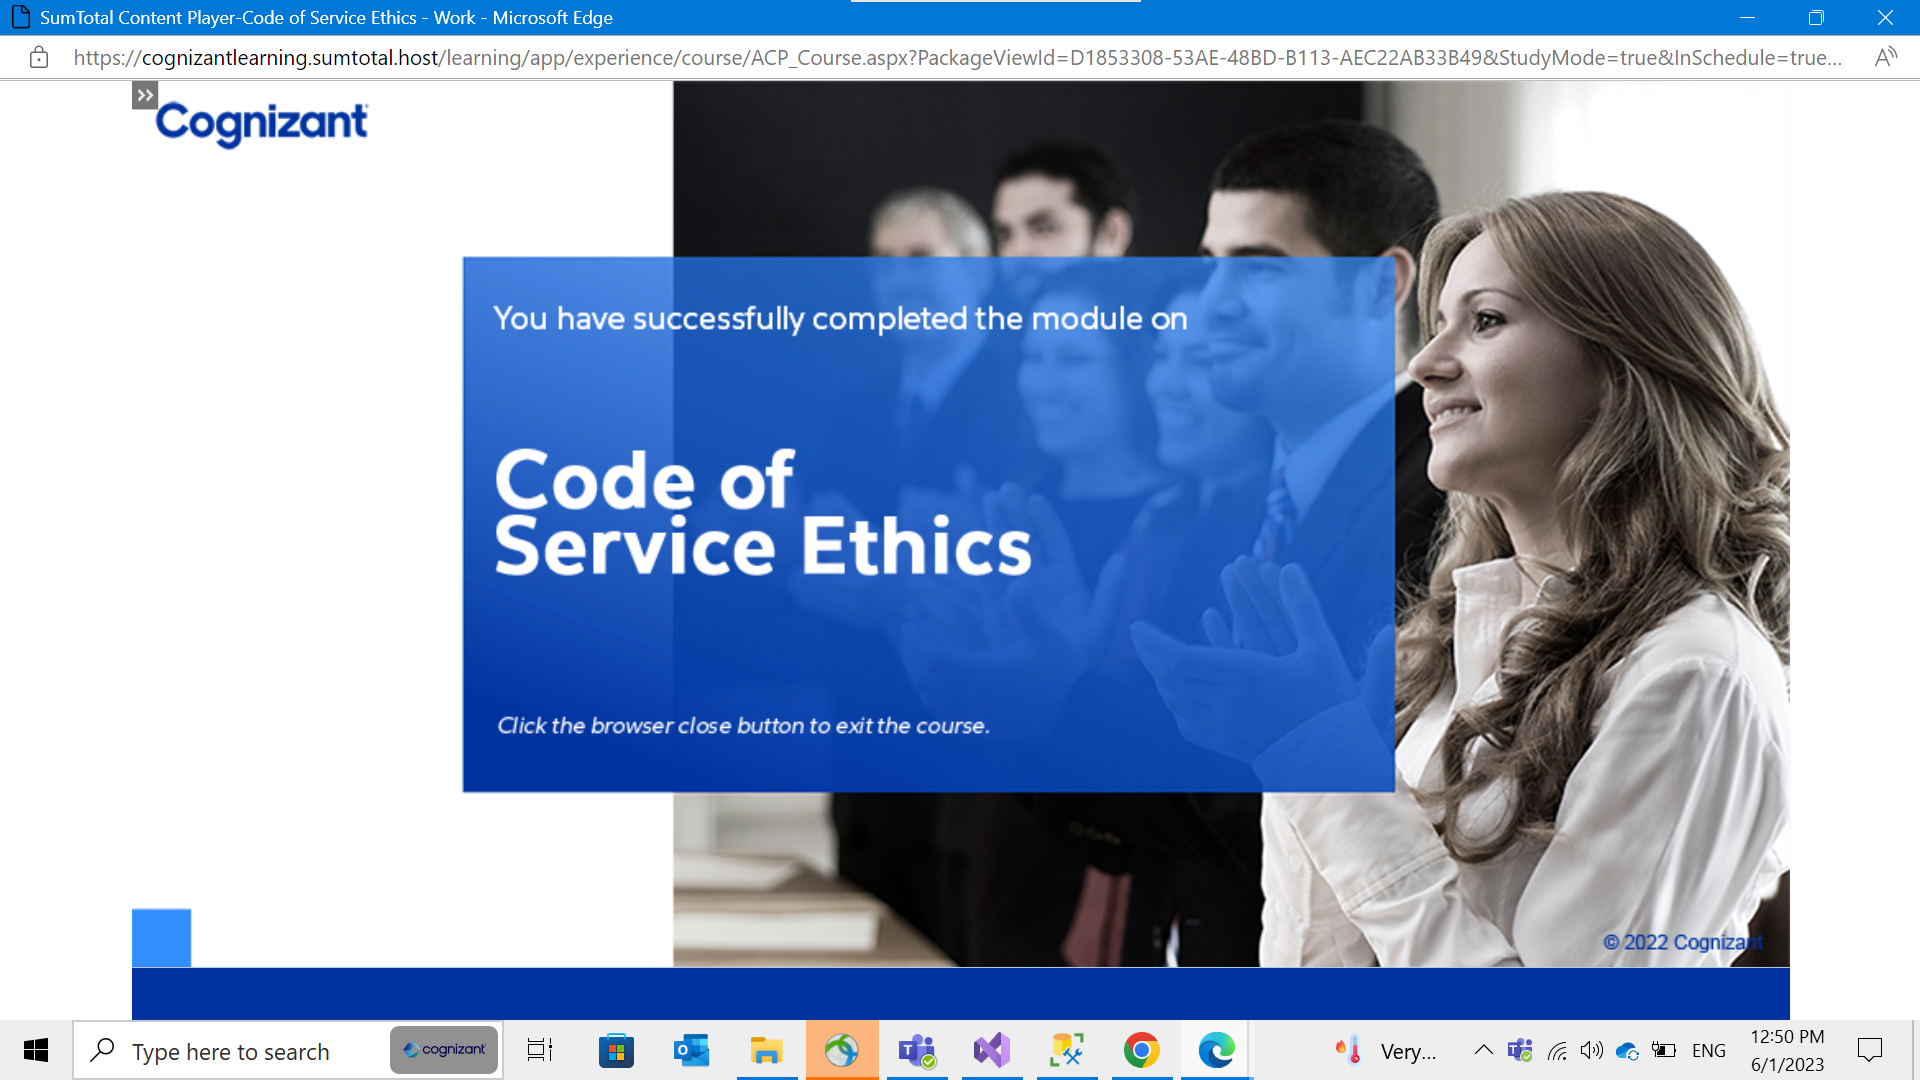 SumTotal Content Player-Code of Service Ethics - Work - Microsoft Edge
https://cognizantlearning.sumtotal.host/learning/app/experience/course/ACP_Course.aspx?PackageViewId=D1853308-53AE-48BD-B113-AEC22AB33B49&StudyMode=true&InSchedule=true...
Cognizant
You have successfully completed the module on
Code of
Service Ethics
Click the browser close button to exit the course.
© 2022 Cognizant
Type here to search
cognizant
Very...
ENG
12:50 PM
6/1/2023